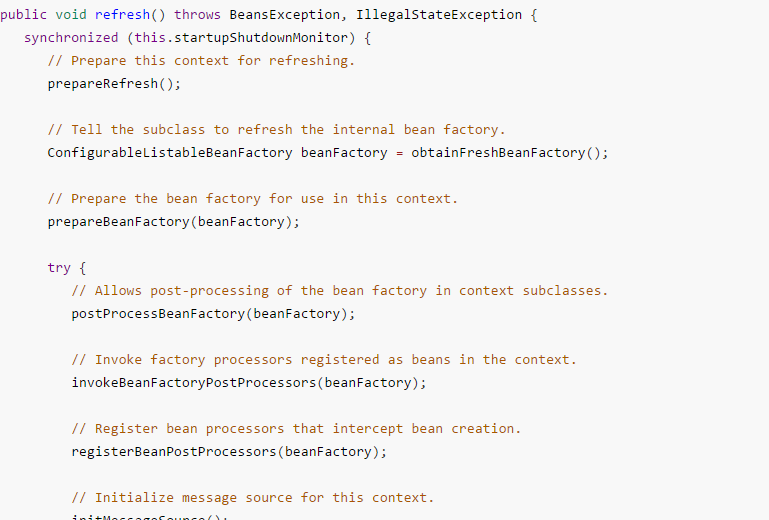 public void refresh() throws BeansException, IllegalStateException {
synchronized (this.startupShutdownMonitor) {
// Prepare this context for refreshing.
prepareRefresh();
// Tell the subclass to refresh the internal bean factory.
ConfigurableListableBeanFactory beanFactory = obtainFreshBeanFactory();
// Prepare the bean factory for use in this context.
prepareBeanFactory(beanFactory);
try {
// Allows post-processing of the bean factory in context subclasses.
postProcessBeanFactory(beanFactory);
// Invoke factory processors registered as beans in the context.
invokeBeanFactoryPostProcessors(beanFactory);
// Register bean processors that intercept bean creation.
registerBeanPostProcessors(beanFactory);
// Initialize message source for this context.
initMessageSource();